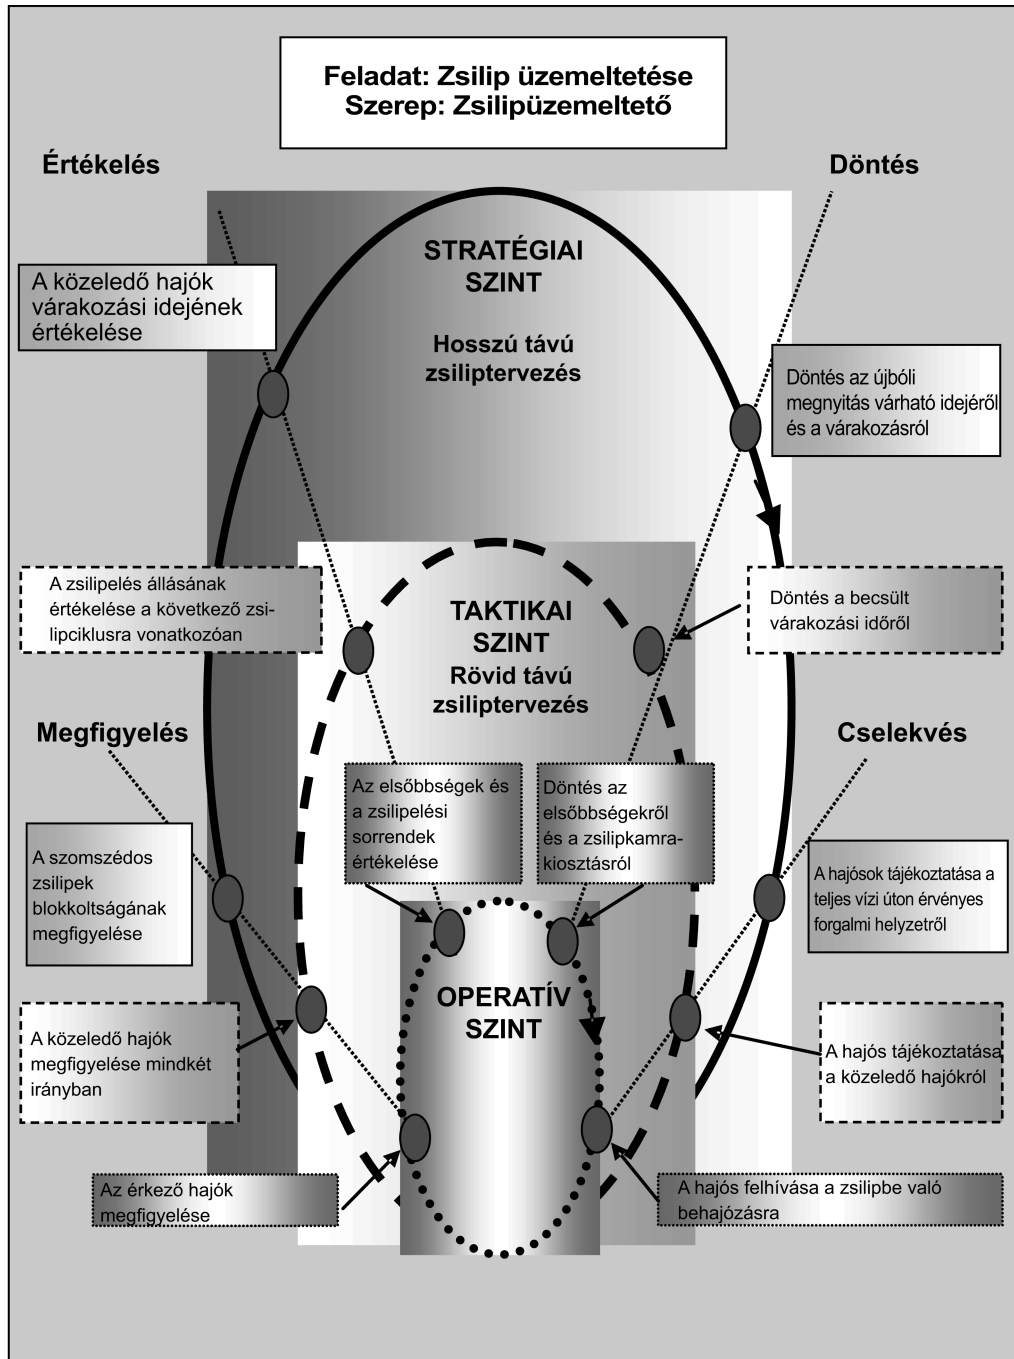 Feladat: Zsilip üzemeltetése
Szerep: Zsilipüzemeltető
Értékelés
Döntés
STRATÉGIAI
SZINT
Hosszú távú
zsiliptervezés
A közeledő hajók
várakozási idejének
értékelése
Döntés az újbóli
megnyitás várható idejéről
és a várakozásról
A zsilipelés állásának
értékelése a következő zsi-
lipciklusra vonatkozóan
TAKTIKAI
SZINT
Rövid távú
zsiliptervezés
Döntés a becsült
várakozási időről
Megfigyelés
Cselekvés
Az elsőbbségek és
a zsilipelési
sorrendek
értékelése
Döntés az
elsőbbségekről
és a zsilipkamra-
kiosztásról
A szomszédos
zsilipek
blokkoltságának
megfigyelése
A hajósok tájékoztatása a
teljes vízi úton érvényes
forgalmi helyzetről
OPERATÍV
SZINT
A közeledő hajók
megfigyelése mindkét
irányban
A hajós tájékoztatása
a közeledő hajókról
Az érkező hajók
megfigyelése
A hajós felhívása a zsilipbe való
behajózásra